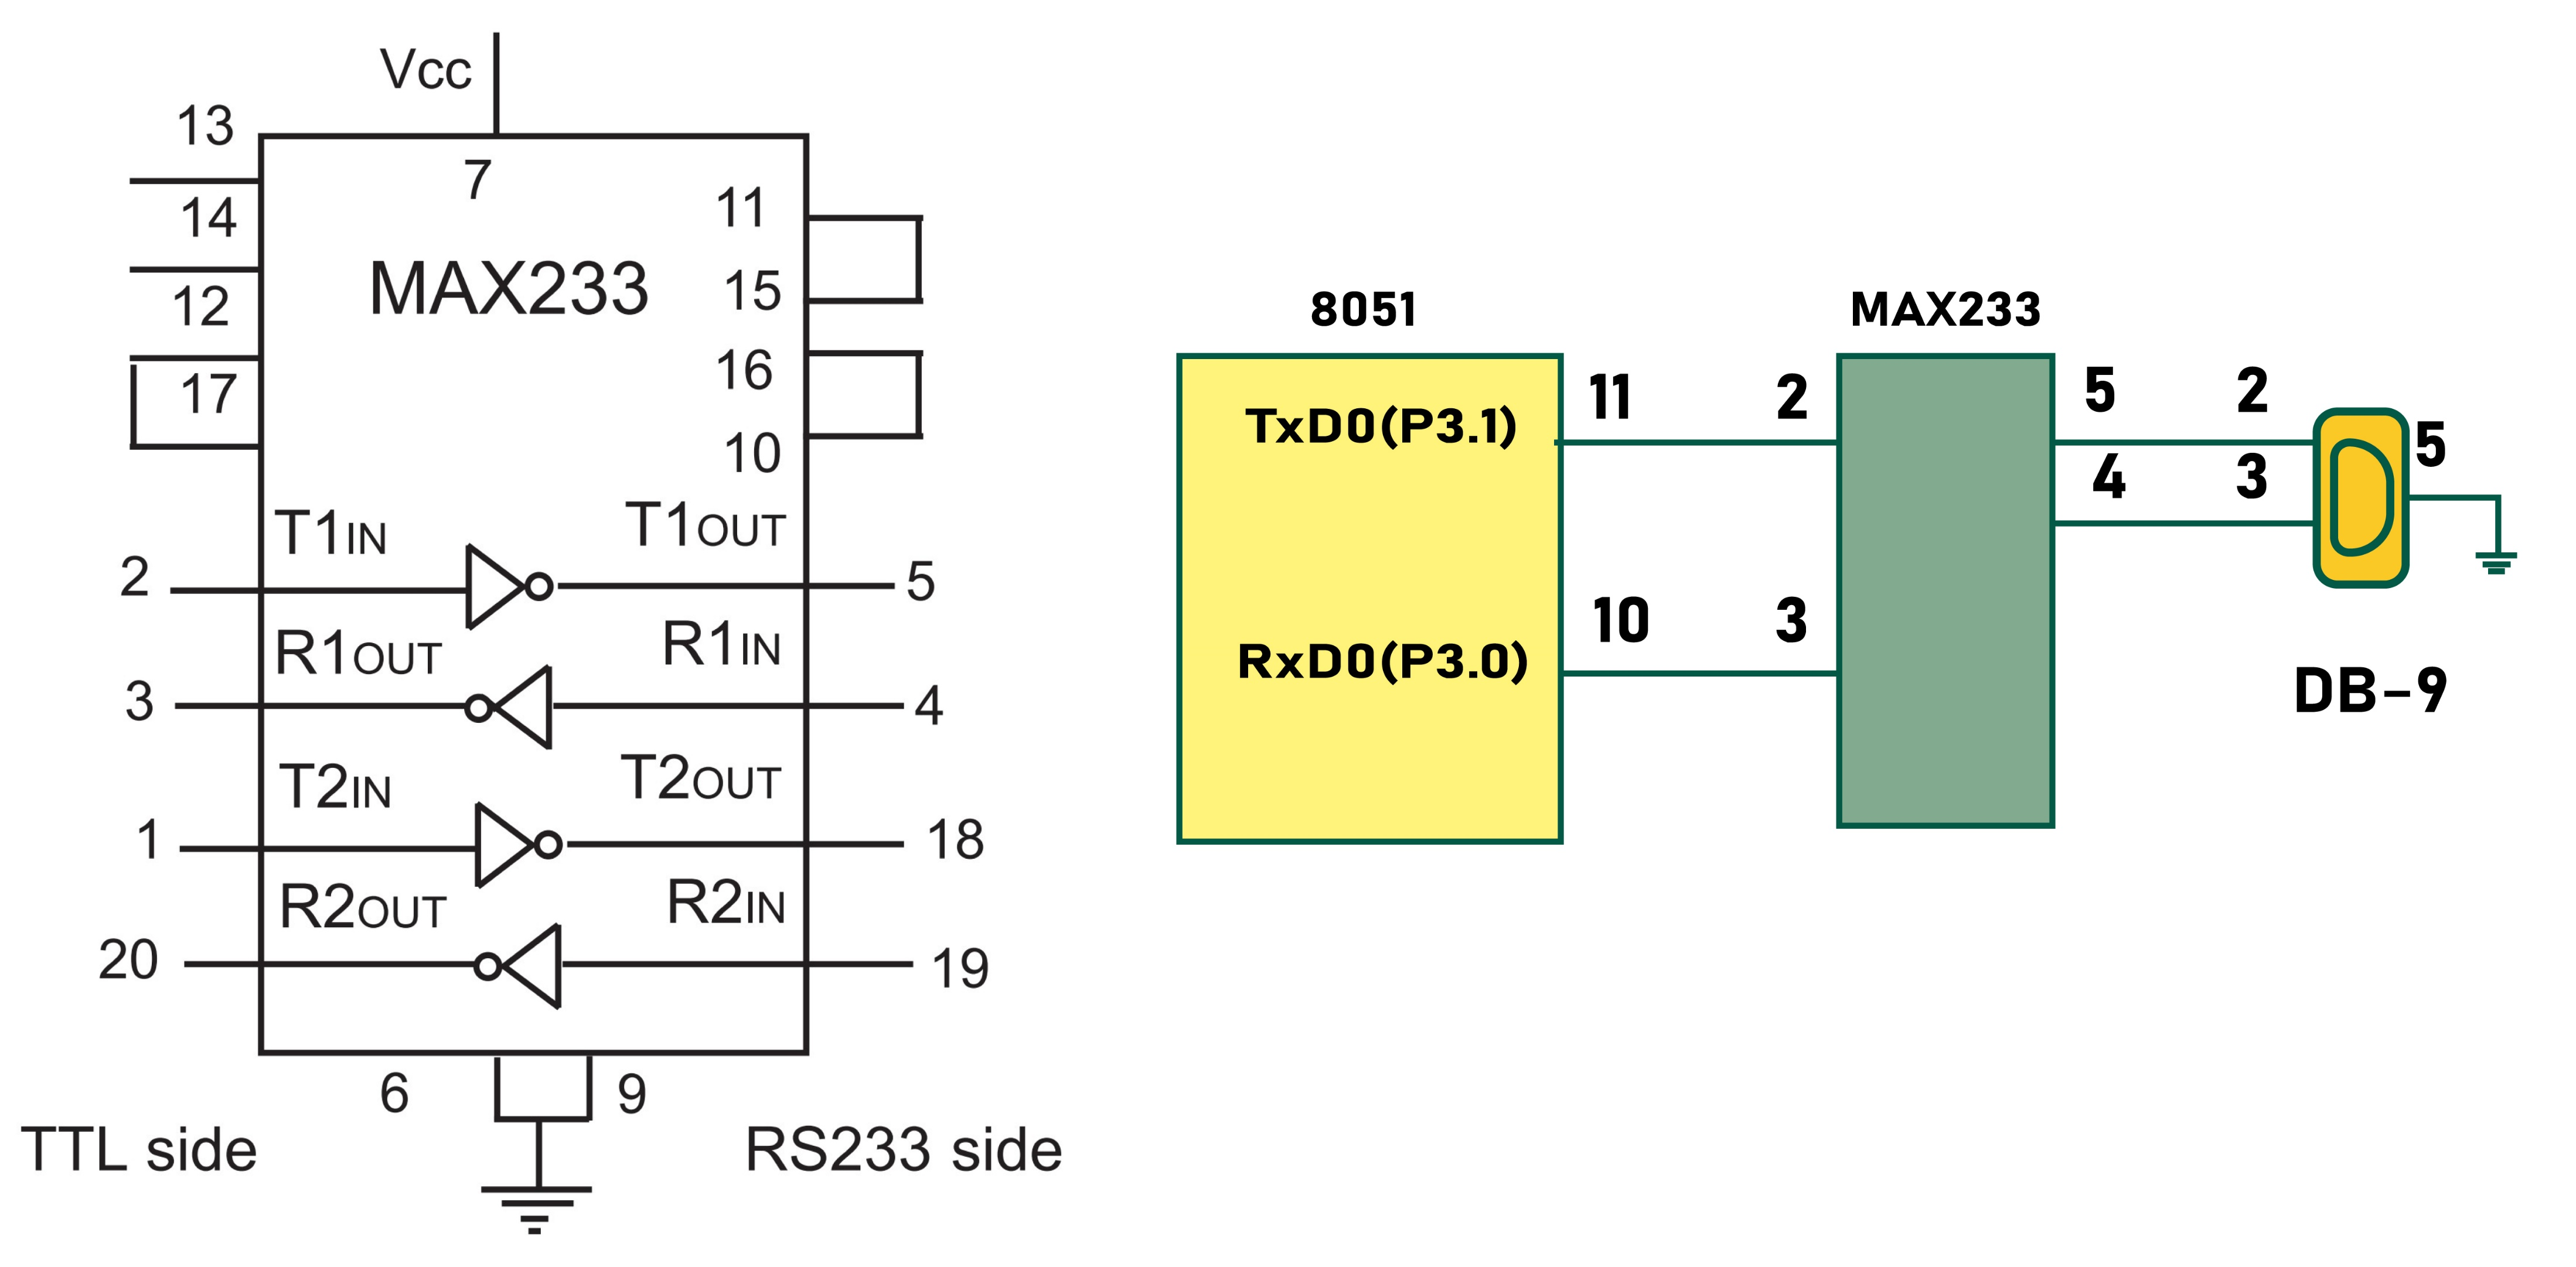 Vcc
13
7
14
11
MAX233
15
12
16
17
10
T1IN
T1OUT
2
5
R1OUT
R1IN
3
4
T2IN
T2OUT
1
18
R2OUT
R2IN
20
19
6
9
TTL side
RS233 side
8051
MAX233
TxD0(P3.1)
11
2
5
2
5
4
3
RxD0(P3.0)
10
3
DB-9